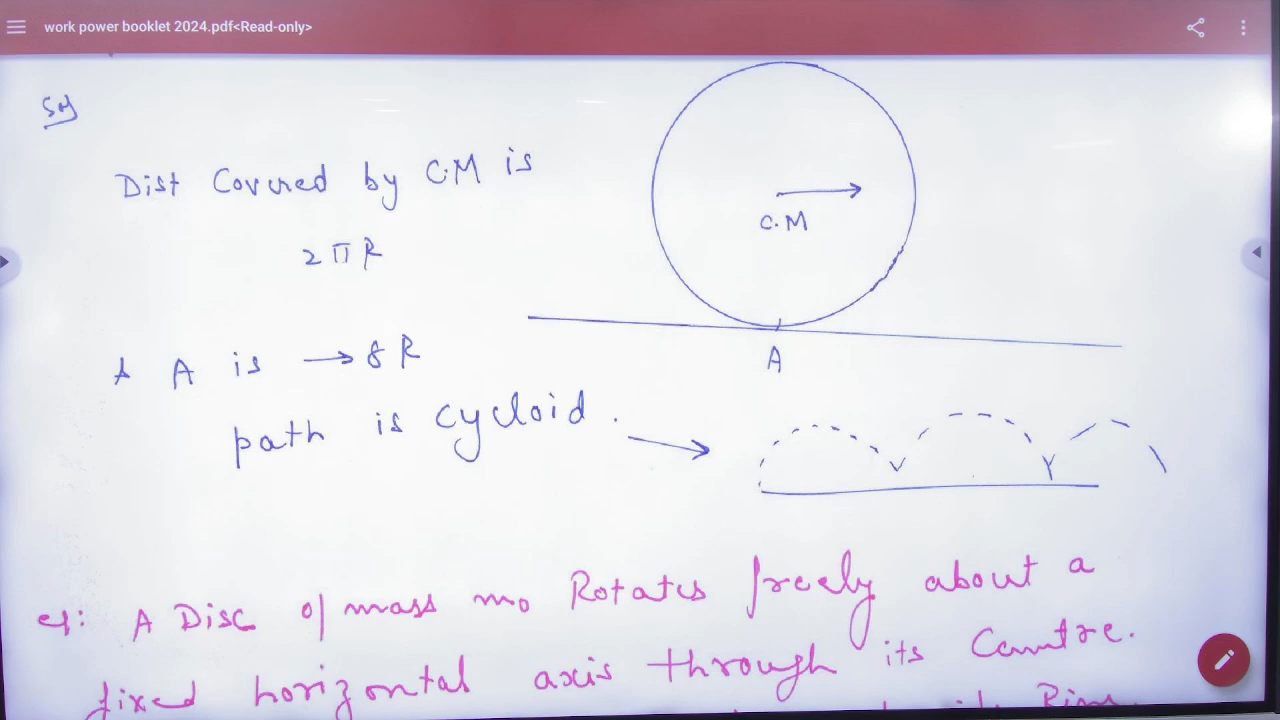 work power booklet 2024.pdf<Read-only>
Sol
Dist Covered by C.M is
2πR
C.M
A
A is → 8R
path is cycloid.
eg: A Disc of mass m₀ Rotates freely about a
fixed horizontal axis through its Centre.
Rim